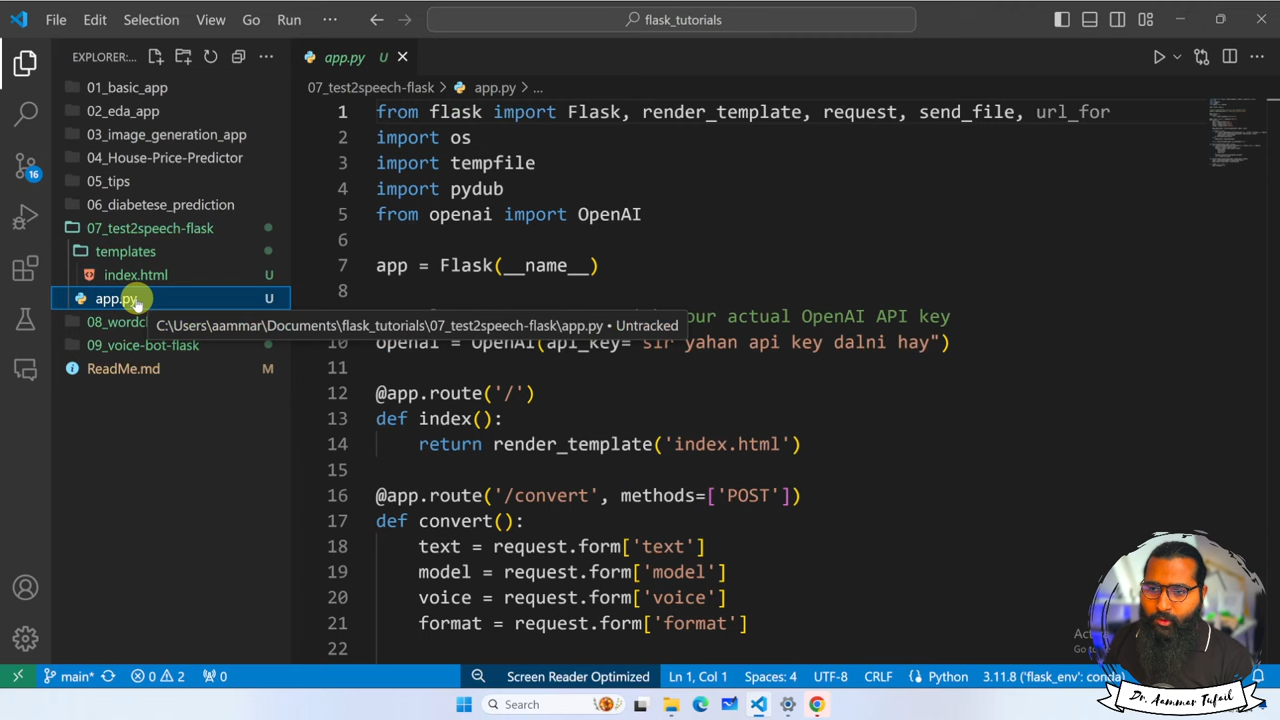 File Edit Selection View Go Run ··· flask_tutorials
EXPLORER:...
01_basic_app
02_eda_app
03_image_generation_app
04_House-Price-Predictor
05_tips
06_diabetese_prediction
07_test2speech-flask
templates
index.html U
app.py U
08_wordcl
09_voice-bot-flask
ReadMe.md M
16
app.py U
07_test2speech-flask > app.py > ...
1 from flask import Flask, render_template, request, send_file, url_for
2 import os
3 import tempfile
4 import pydub
5 from openai import OpenAI
6
7 app = Flask(__name__)
8
our actual OpenAI API key
C:\Users\aammar\Documents\flask_tutorials\07_test2speech-flask\app.py • Untracked
10 openai = OpenAI(api_key="sir yahan api key dalni hay")
11
12 @app.route('/')
13 def index():
14 return render_template('index.html')
15
16 @app.route('/convert', methods=['POST'])
17 def convert():
18 text = request.form['text']
19 model = request.form['model']
20 voice = request.form['voice']
21 format = request.form['format']
22
main* 0 2 0 Screen Reader Optimized Ln 1, Col 1 Spaces: 4 UTF-8 CRLF Python 3.11.8 ('flask_env': conda)
Search
Dr. Aammar Tufail